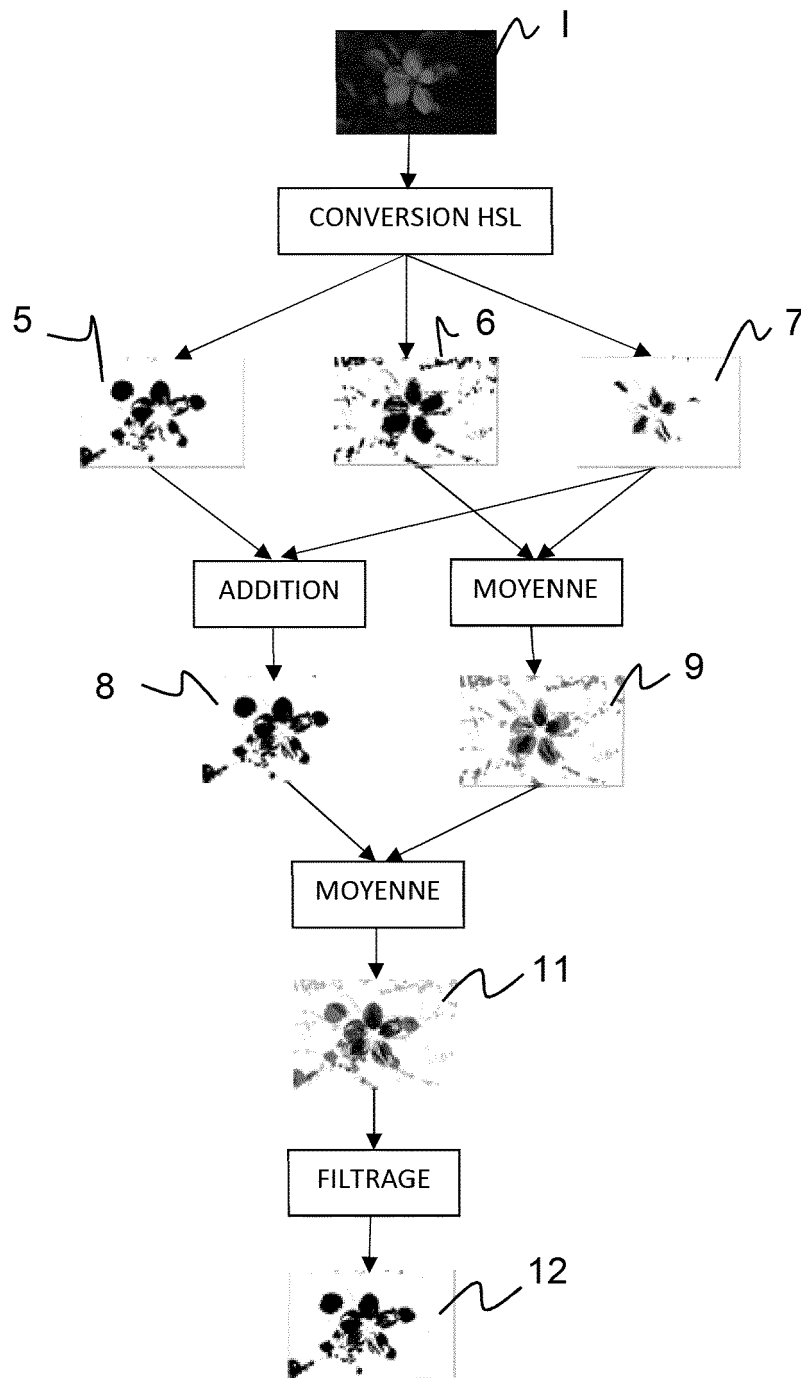 I
CONVERSION HSL
5
6
7
ADDITION
MOYENNE
8
9
MOYENNE
11
FILTRAGE
12